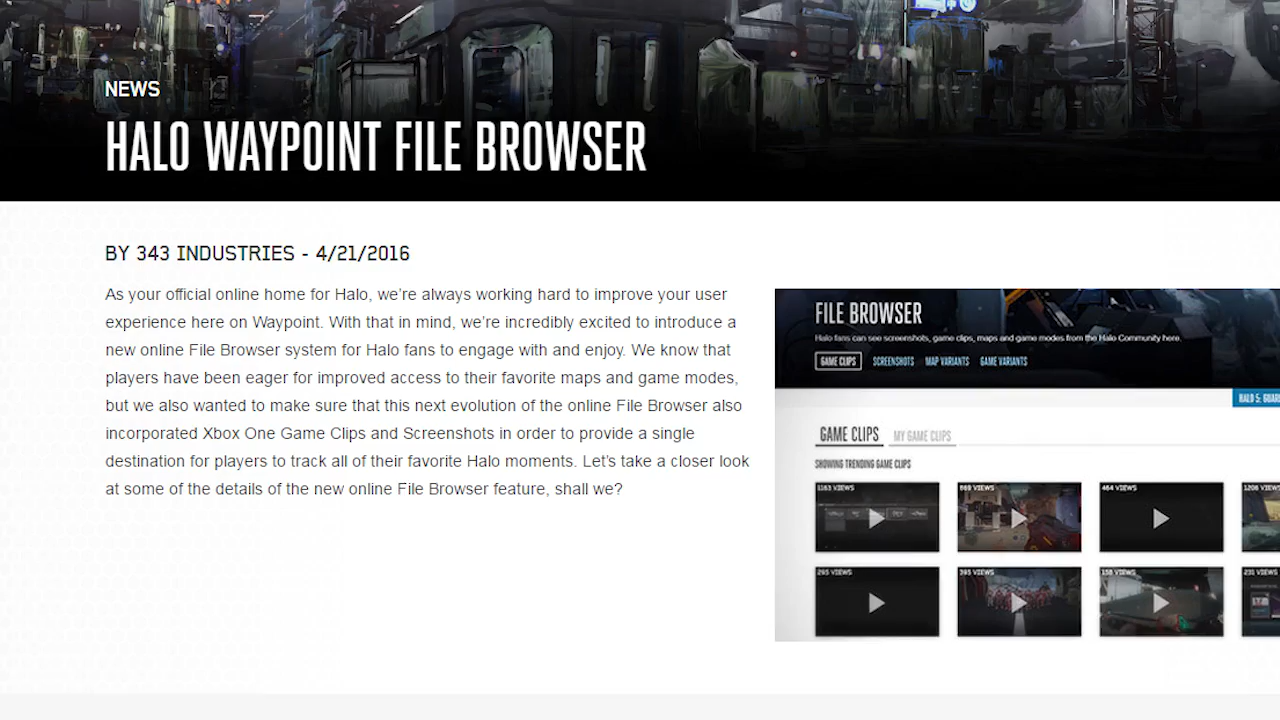 NEWS
HALO WAYPOINT FILE BROWSER
BY 343 INDUSTRIES - 4/21/2016
As your official online home for Halo, we’re always working hard to improve your user
experience here on Waypoint. With that in mind, we’re incredibly excited to introduce a
new online File Browser system for Halo fans to engage with and enjoy. We know that
players have been eager for improved access to their favorite maps and game modes,
but we also wanted to make sure that this next evolution of the online File Browser also
incorporated Xbox One Game Clips and Screenshots in order to provide a single
destination for players to track all of their favorite Halo moments. Let’s take a closer look
at some of the details of the new online File Browser feature, shall we?
FILE BROWSER
Halo fans can see screenshots, game clips, maps and game modes from the Halo Community here.
GAME CLIPS SCREENSHOTS MAP VARIANTS GAME VARIANTS
HALO 5:
GAME CLIPS MY GAME CLIPS
SHOWING TRENDING GAME CLIPS
1163 VIEWS 869 VIEWS 464 VIEWS 1206 VIEWS
295 VIEWS 395 VIEWS 158 VIEWS 231 VIEWS